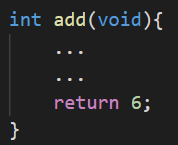 int add(void){
    ...
    ...
    return 6;
}